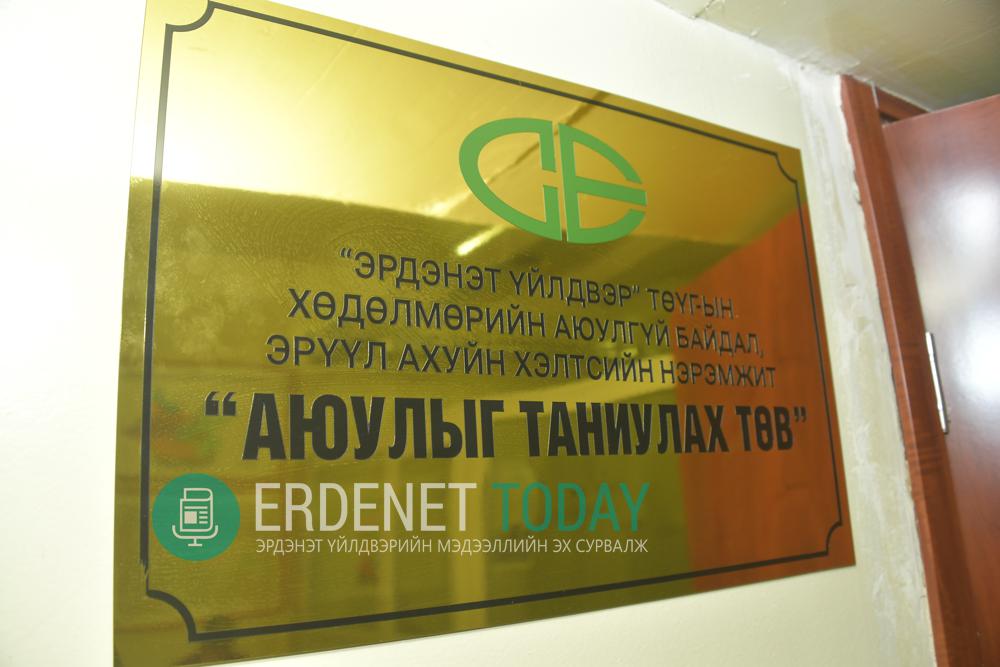 "ЭРДЭНЭТ ҮЙЛДВЭР" ТӨҮГ-ЫН.
ХӨДӨЛМӨРИЙН АЮУЛГҮЙ БАЙДАЛ,
ЭРҮҮЛ АХУЙН ХЭЛТСИЙН НЭРЭМЖИТ
"АЮУЛЫГ ТАНИУЛАХ ТӨВ"
ERDENET TODAY
ЭРДЭНЭТ ҮЙЛДВЭРИЙН МЭДЭЭЛЛИЙН ЭХ СУРВАЛЖ